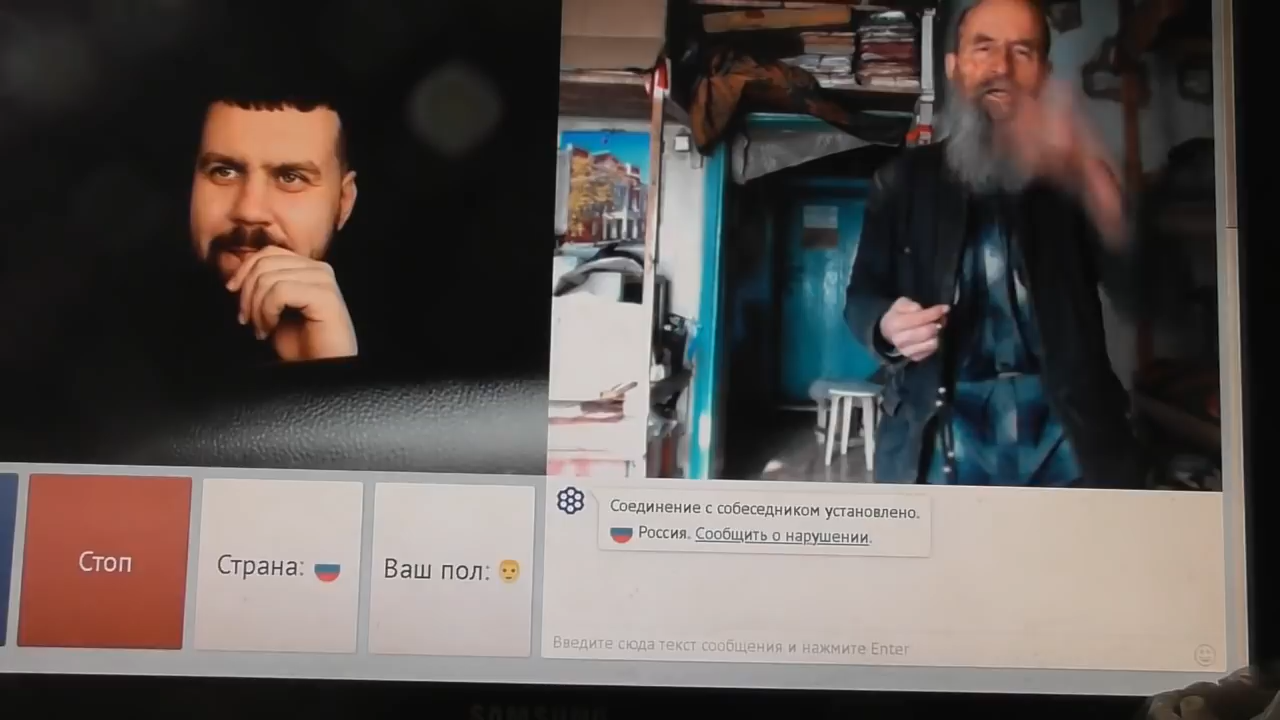 Соединение с собеседником установлено.
Россия. Сообщить о нарушении.
Стоп
Страна:
Ваш пол:
Введите сюда текст сообщения и нажмите Enter
SAMSUNG